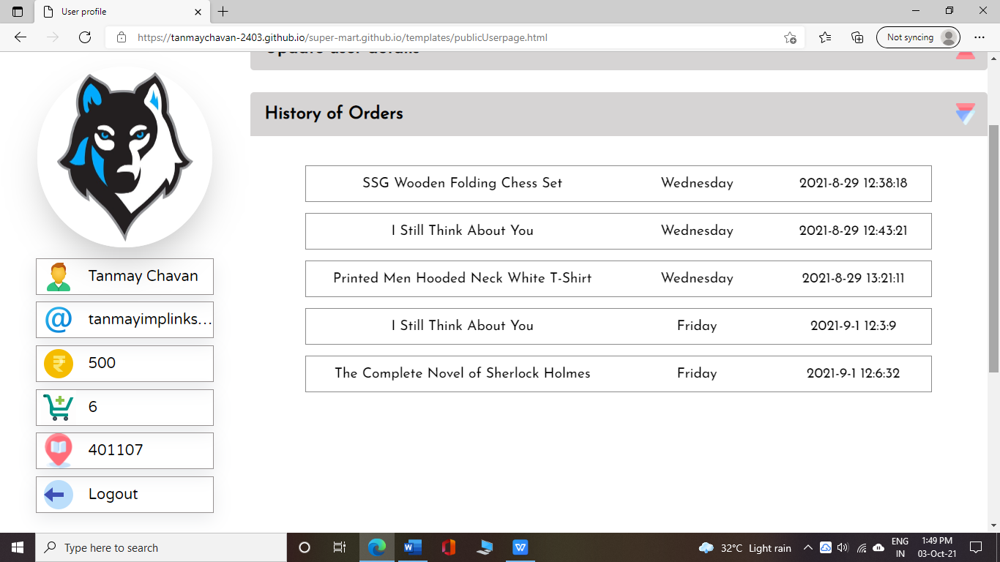 User profile
https://tanmaychavan-2403.github.io/super-mart.github.io/templates/publicUserpage.html
Not syncing
Update user details
History of Orders
SSG Wooden Folding Chess Set Wednesday 2021-8-29 12:38:18
I Still Think About You Wednesday 2021-8-29 12:43:21
Printed Men Hooded Neck White T-Shirt Wednesday 2021-8-29 13:21:11
I Still Think About You Friday 2021-9-1 12:3:9
The Complete Novel of Sherlock Holmes Friday 2021-9-1 12:6:32
Tanmay Chavan
@ tanmayimplinks...
₹ 500
6
401107
Logout
Type here to search
32°C Light rain
ENG
IN
1:49 PM
03-Oct-21